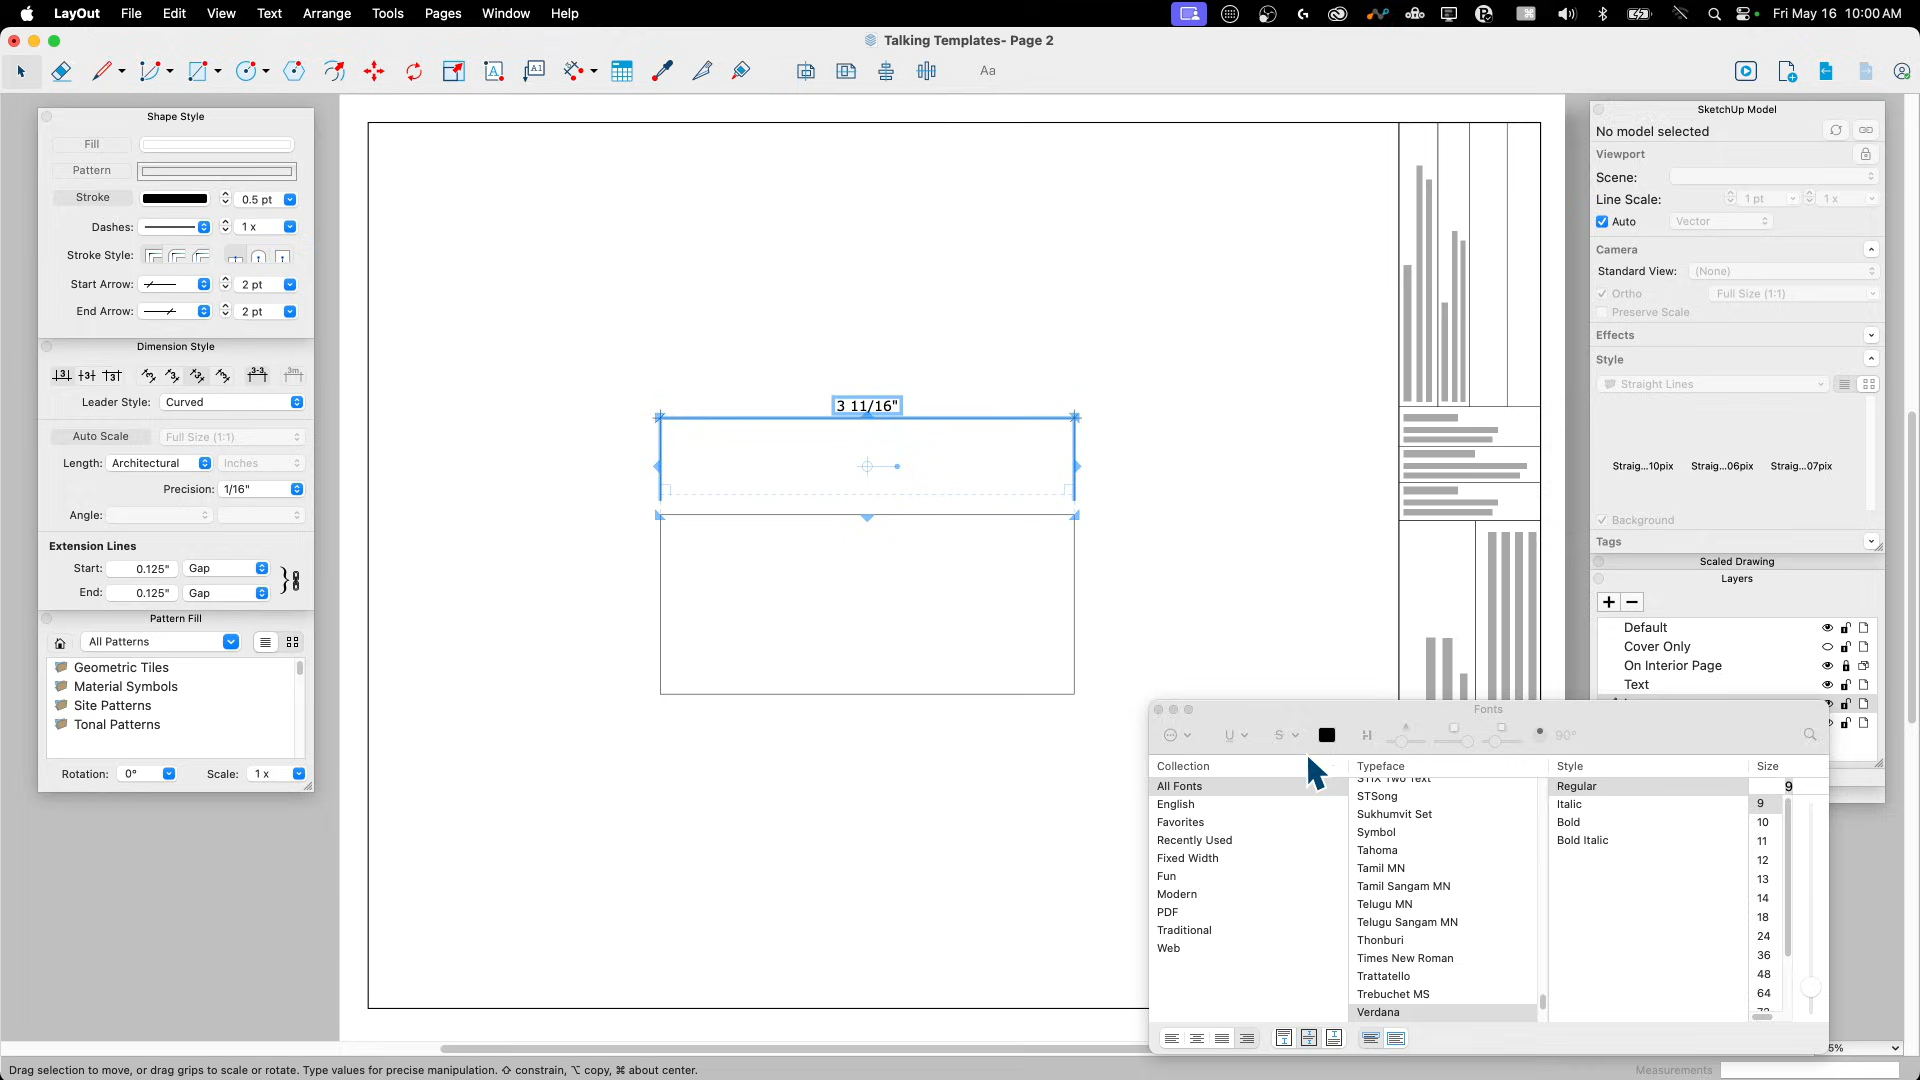 LayOut File Edit View Text Arrange Tools Pages Window Help
Fri May 16 10:00 AM
Talking Templates- Page 2
A
A1
Aa
Shape Style
Fill
Pattern
Stroke
0.5 pt
Dashes:
1 x
Stroke Style:
Start Arrow:
2 pt
End Arrow:
2 pt
Dimension Style
Leader Style:
Curved
Auto Scale
Full Size (1:1)
Length:
Architectural
Inches
Precision:
1/16"
Angle:
Extension Lines
Start:
0.125"
Gap
End:
0.125"
Gap
Pattern Fill
All Patterns
Geometric Tiles
Material Symbols
Site Patterns
Tonal Patterns
Rotation:
0°
Scale:
1 x
3 11/16"
SketchUp Model
No model selected
Viewport
Scene:
Line Scale:
1 pt
1 x
Auto
Vector
Camera
Standard View:
(None)
Ortho
Full Size (1:1)
Preserve Scale
Effects
Style
Straight Lines
Straig...10pix Straig...06pix Straig...07pix
Background
Tags
Scaled Drawing
Layers
Default
Cover Only
On Interior Page
Text
Fonts
90°
Collection
Typeface
Style
Size
All Fonts
English
Favorites
Recently Used
Fixed Width
Fun
Modern
PDF
Traditional
Web
STIX Two Text
STSong
Sukhumvit Set
Symbol
Tahoma
Tamil MN
Tamil Sangam MN
Telugu MN
Telugu Sangam MN
Thonburi
Times New Roman
Trattatello
Trebuchet MS
Verdana
Regular
Italic
Bold
Bold Italic
9
9
10
11
12
13
14
18
24
36
48
64
72
5%
Drag selection to move, or drag grips to scale or rotate. Type values for precise manipulation. ⇧ constrain, ⌥ copy, ⌘ about center.
Measurements